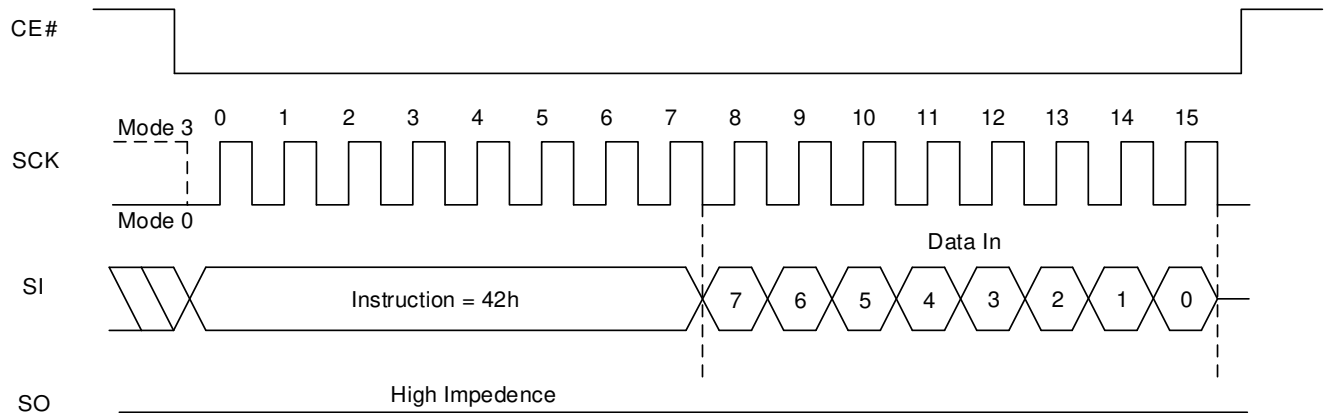 CE#
Mode 3 0 1 2 3 4 5 6 7 8 9 10 11 12 13 14 15
SCK
Mode 0
Data In
SI Instruction = 42h 7 6 5 4 3 2 1 0
High Impedence
SO